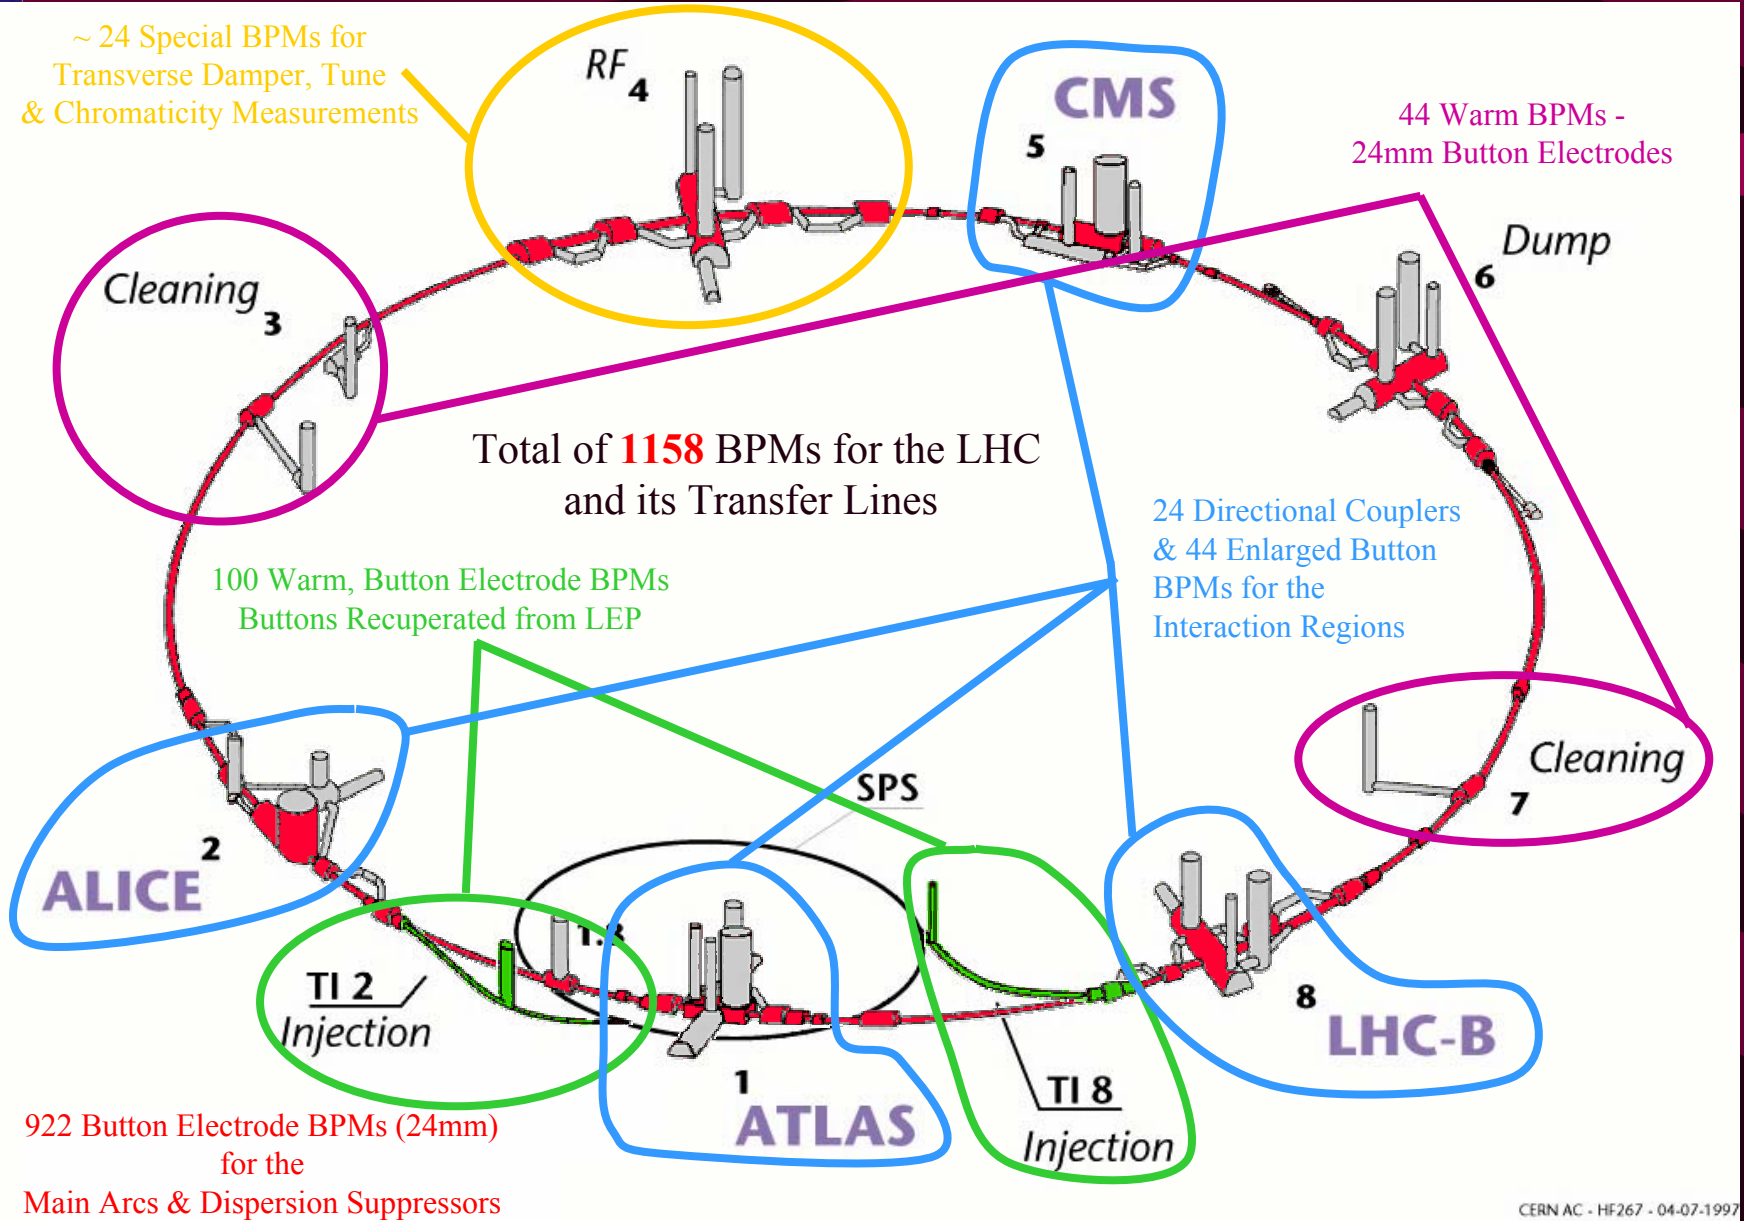 ~ 24 Special BPMs for
Transverse Damper, Tune
& Chromaticity Measurements
RF
4
CMS
5
44 Warm BPMs -
24mm Button Electrodes
Dump
6
Cleaning
3
Total of 1158 BPMs for the LHC
and its Transfer Lines
24 Directional Couplers
& 44 Enlarged Button
BPMs for the
Interaction Regions
100 Warm, Button Electrode BPMs
Buttons Recuperated from LEP
Cleaning
7
SPS
2
ALICE
TI 2
Injection
1
ATLAS
8
LHC-B
TI 8
Injection
922 Button Electrode BPMs (24mm)
for the
Main Arcs & Dispersion Suppressors
CERN AC - HF267 - 04-07-1997